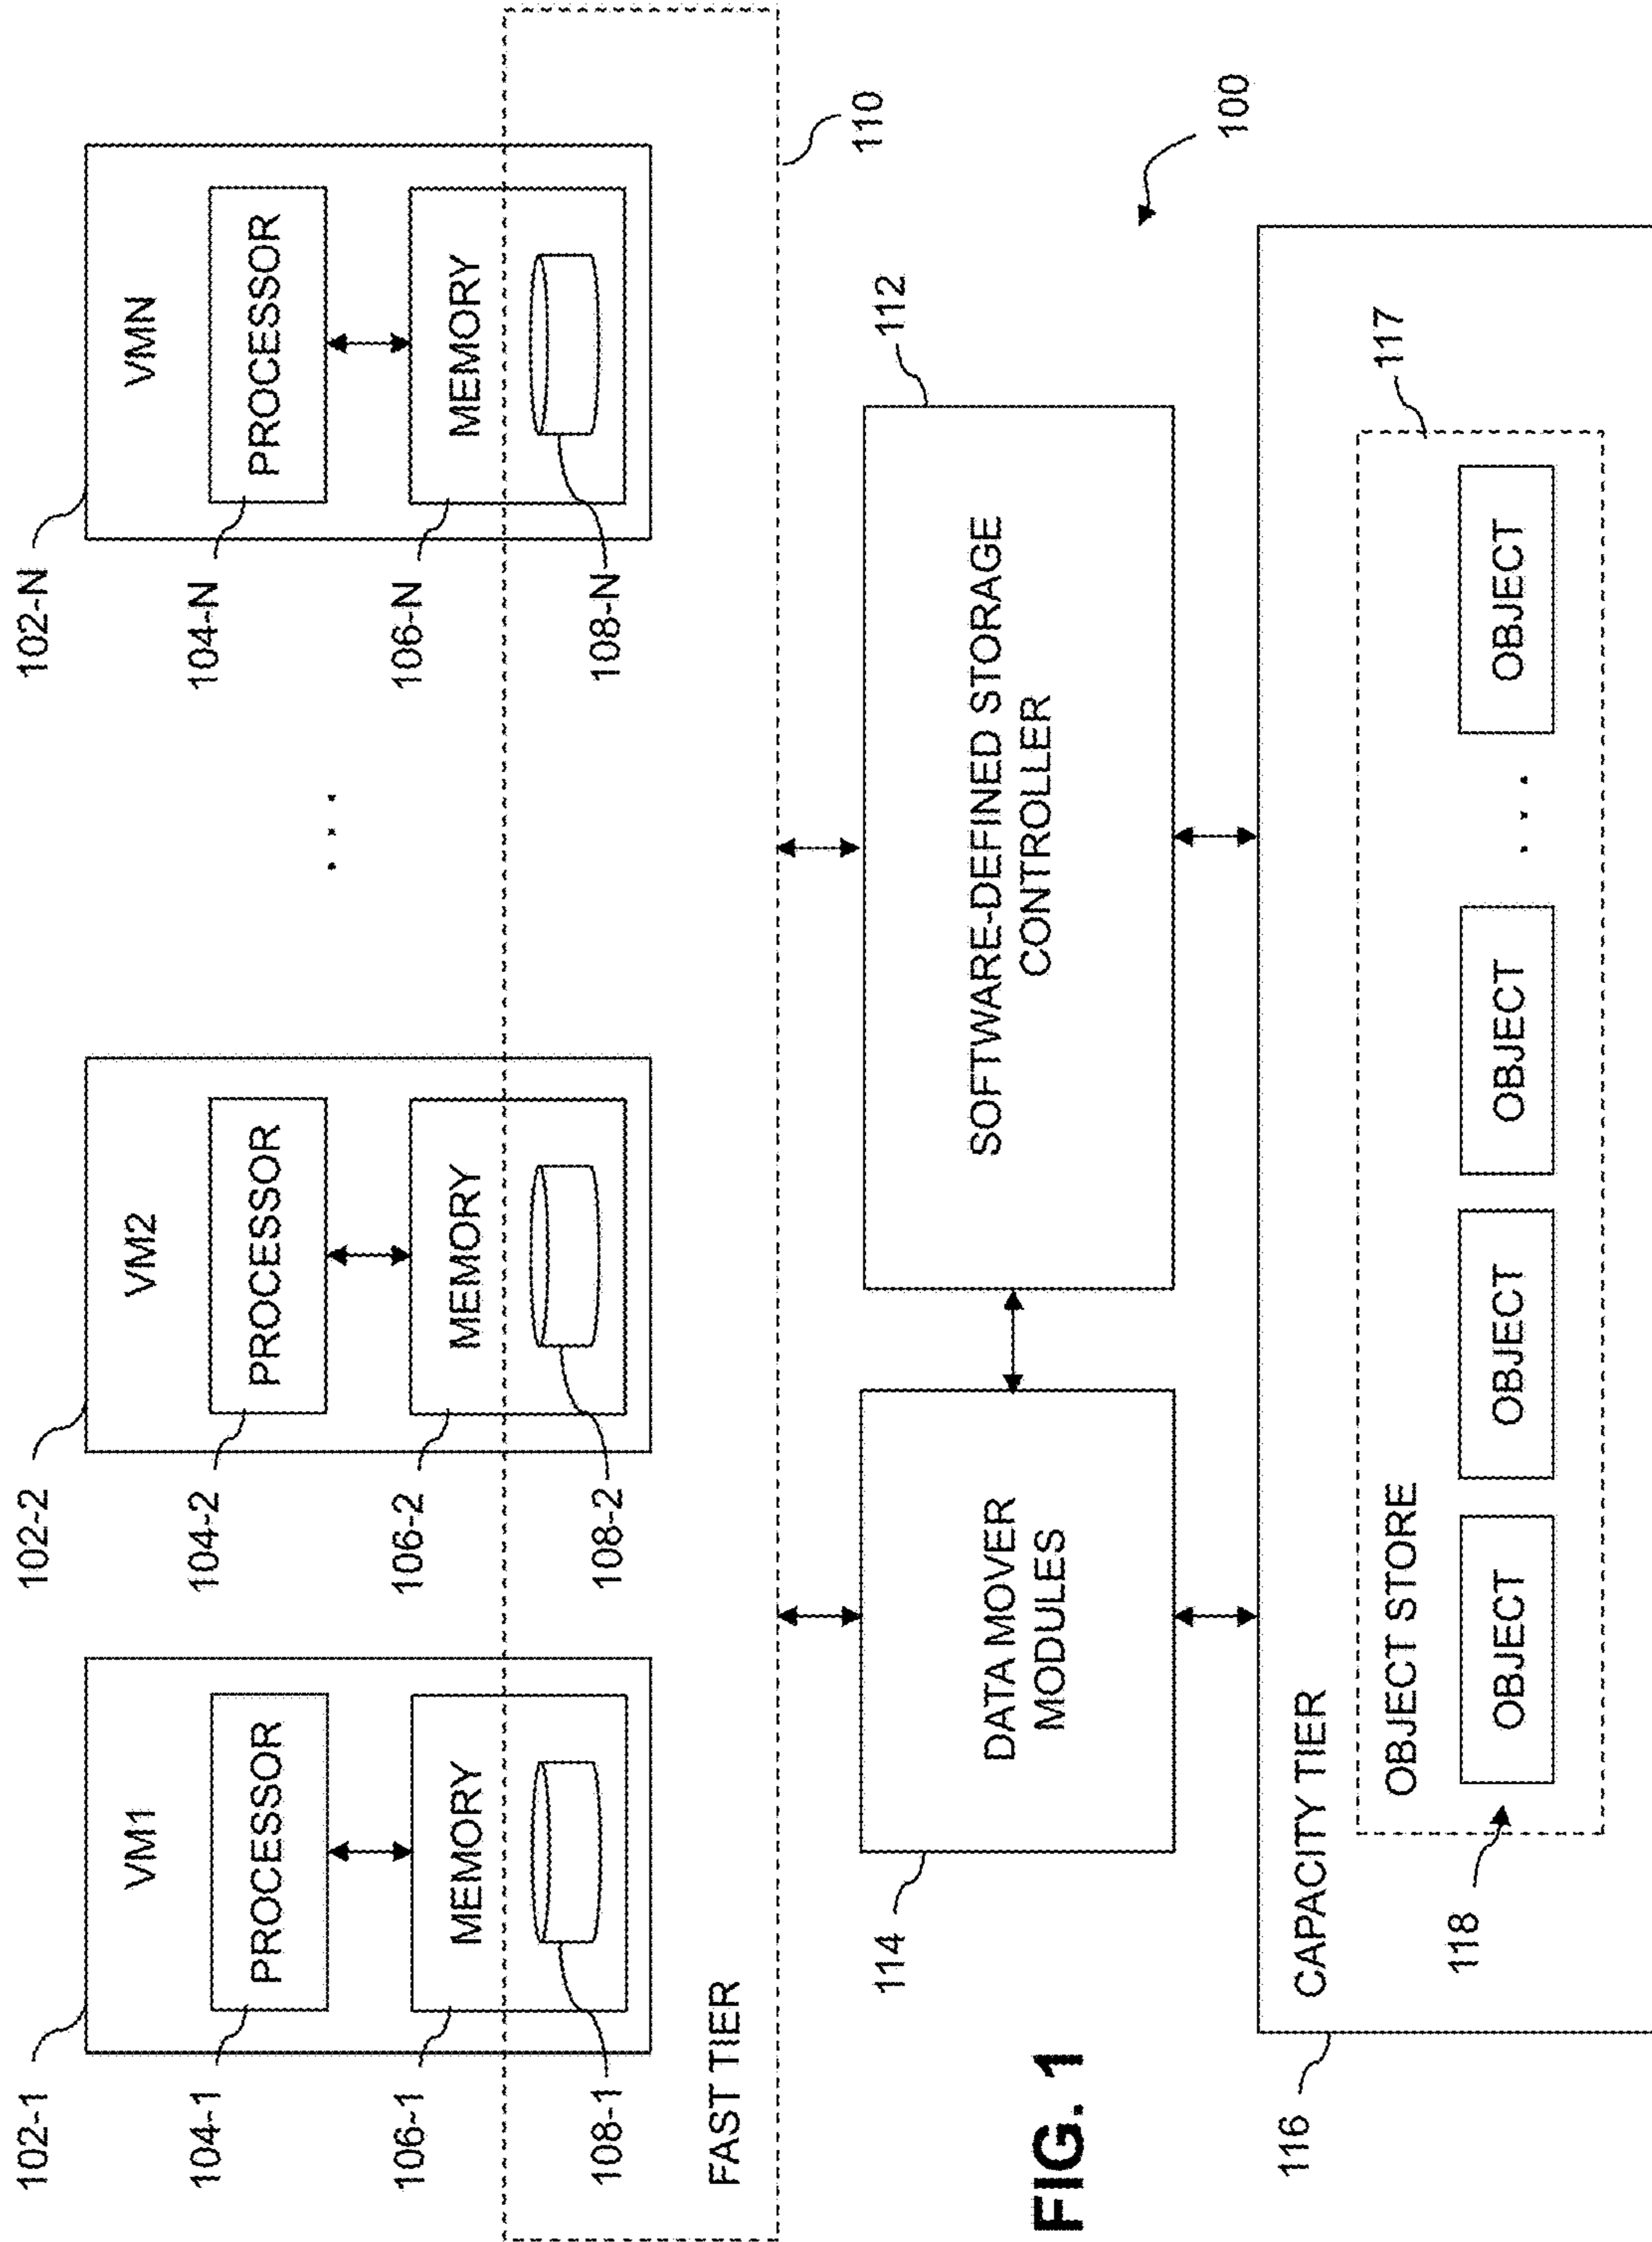 102-1
VM1
104-1
PROCESSOR
106-1
MEMORY
108-1
102-2
VM2
104-2
PROCESSOR
106-2
MEMORY
108-2
. . .
102-N
VMN
104-N
PROCESSOR
106-N
MEMORY
108-N
FAST TIER
110
114
DATA MOVER
MODULES
SOFTWARE-DEFINED STORAGE
CONTROLLER
112
100
FIG. 1
116
CAPACITY TIER
OBJECT STORE
117
118
OBJECT
OBJECT
OBJECT
. . .
OBJECT